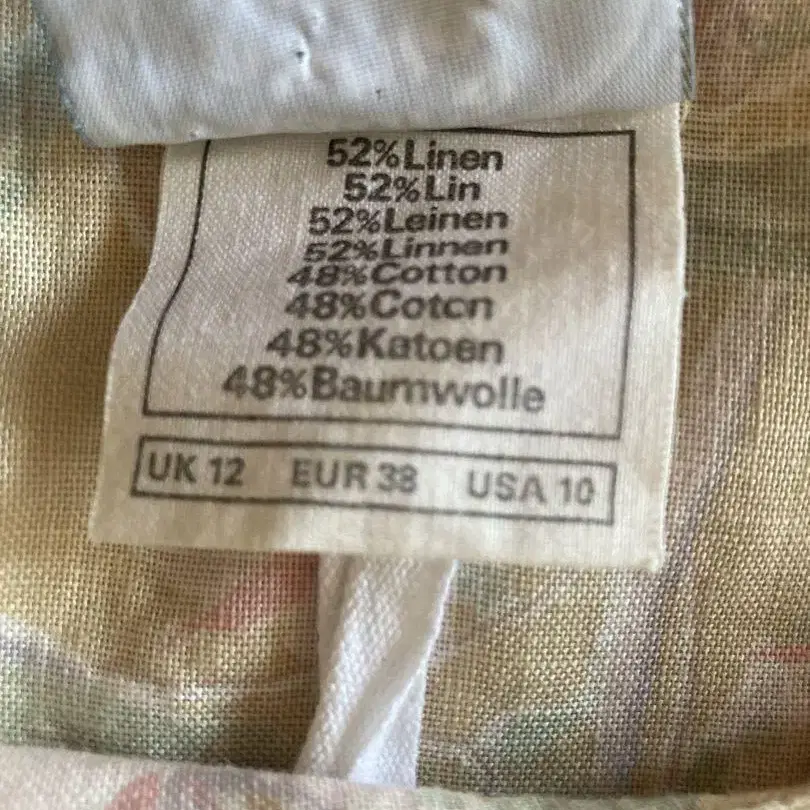 52%Linen
52%Lin
52%Leinen
52%Linnen
48%Cotton
48%Coton
48%Katoen
48%Baumwolle
UK 12 EUR 38 USA 10